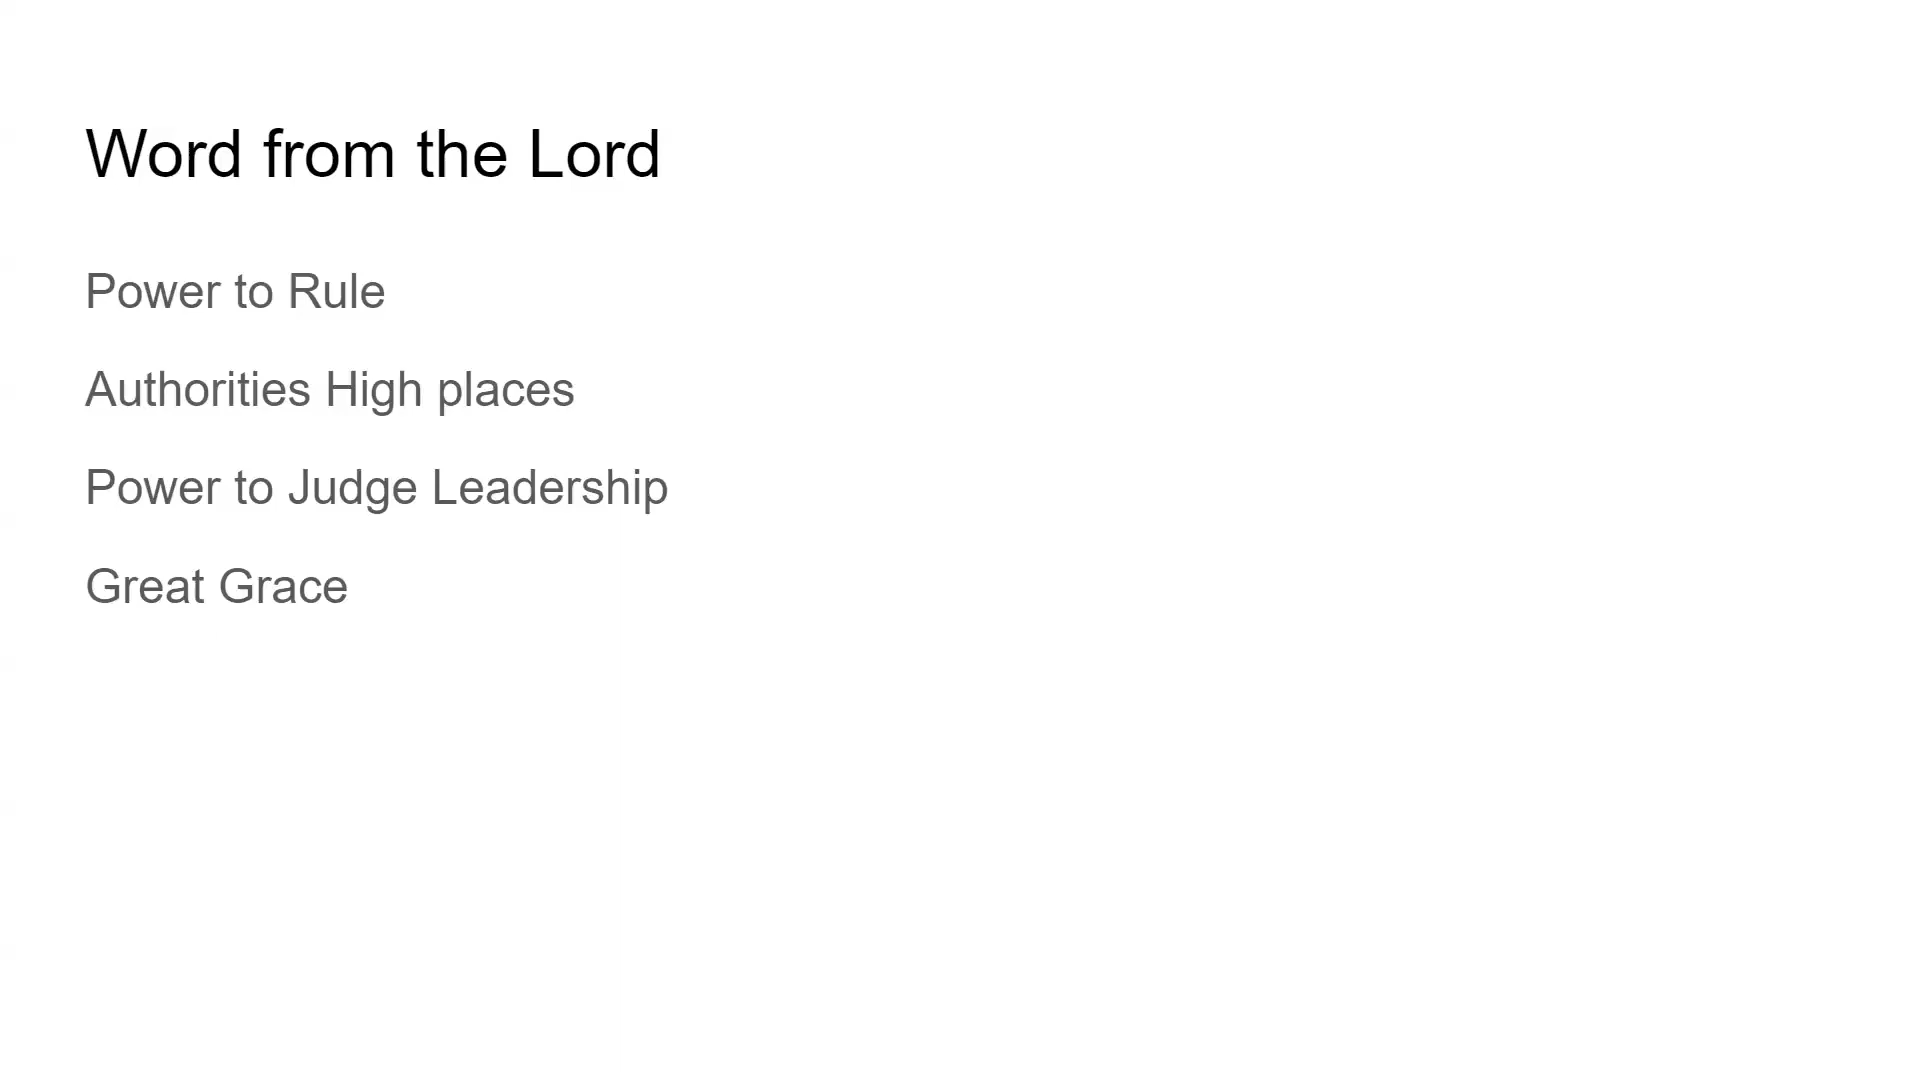 Word from the Lord
Power to Rule
Authorities High places
Power to Judge Leadership
Great Grace